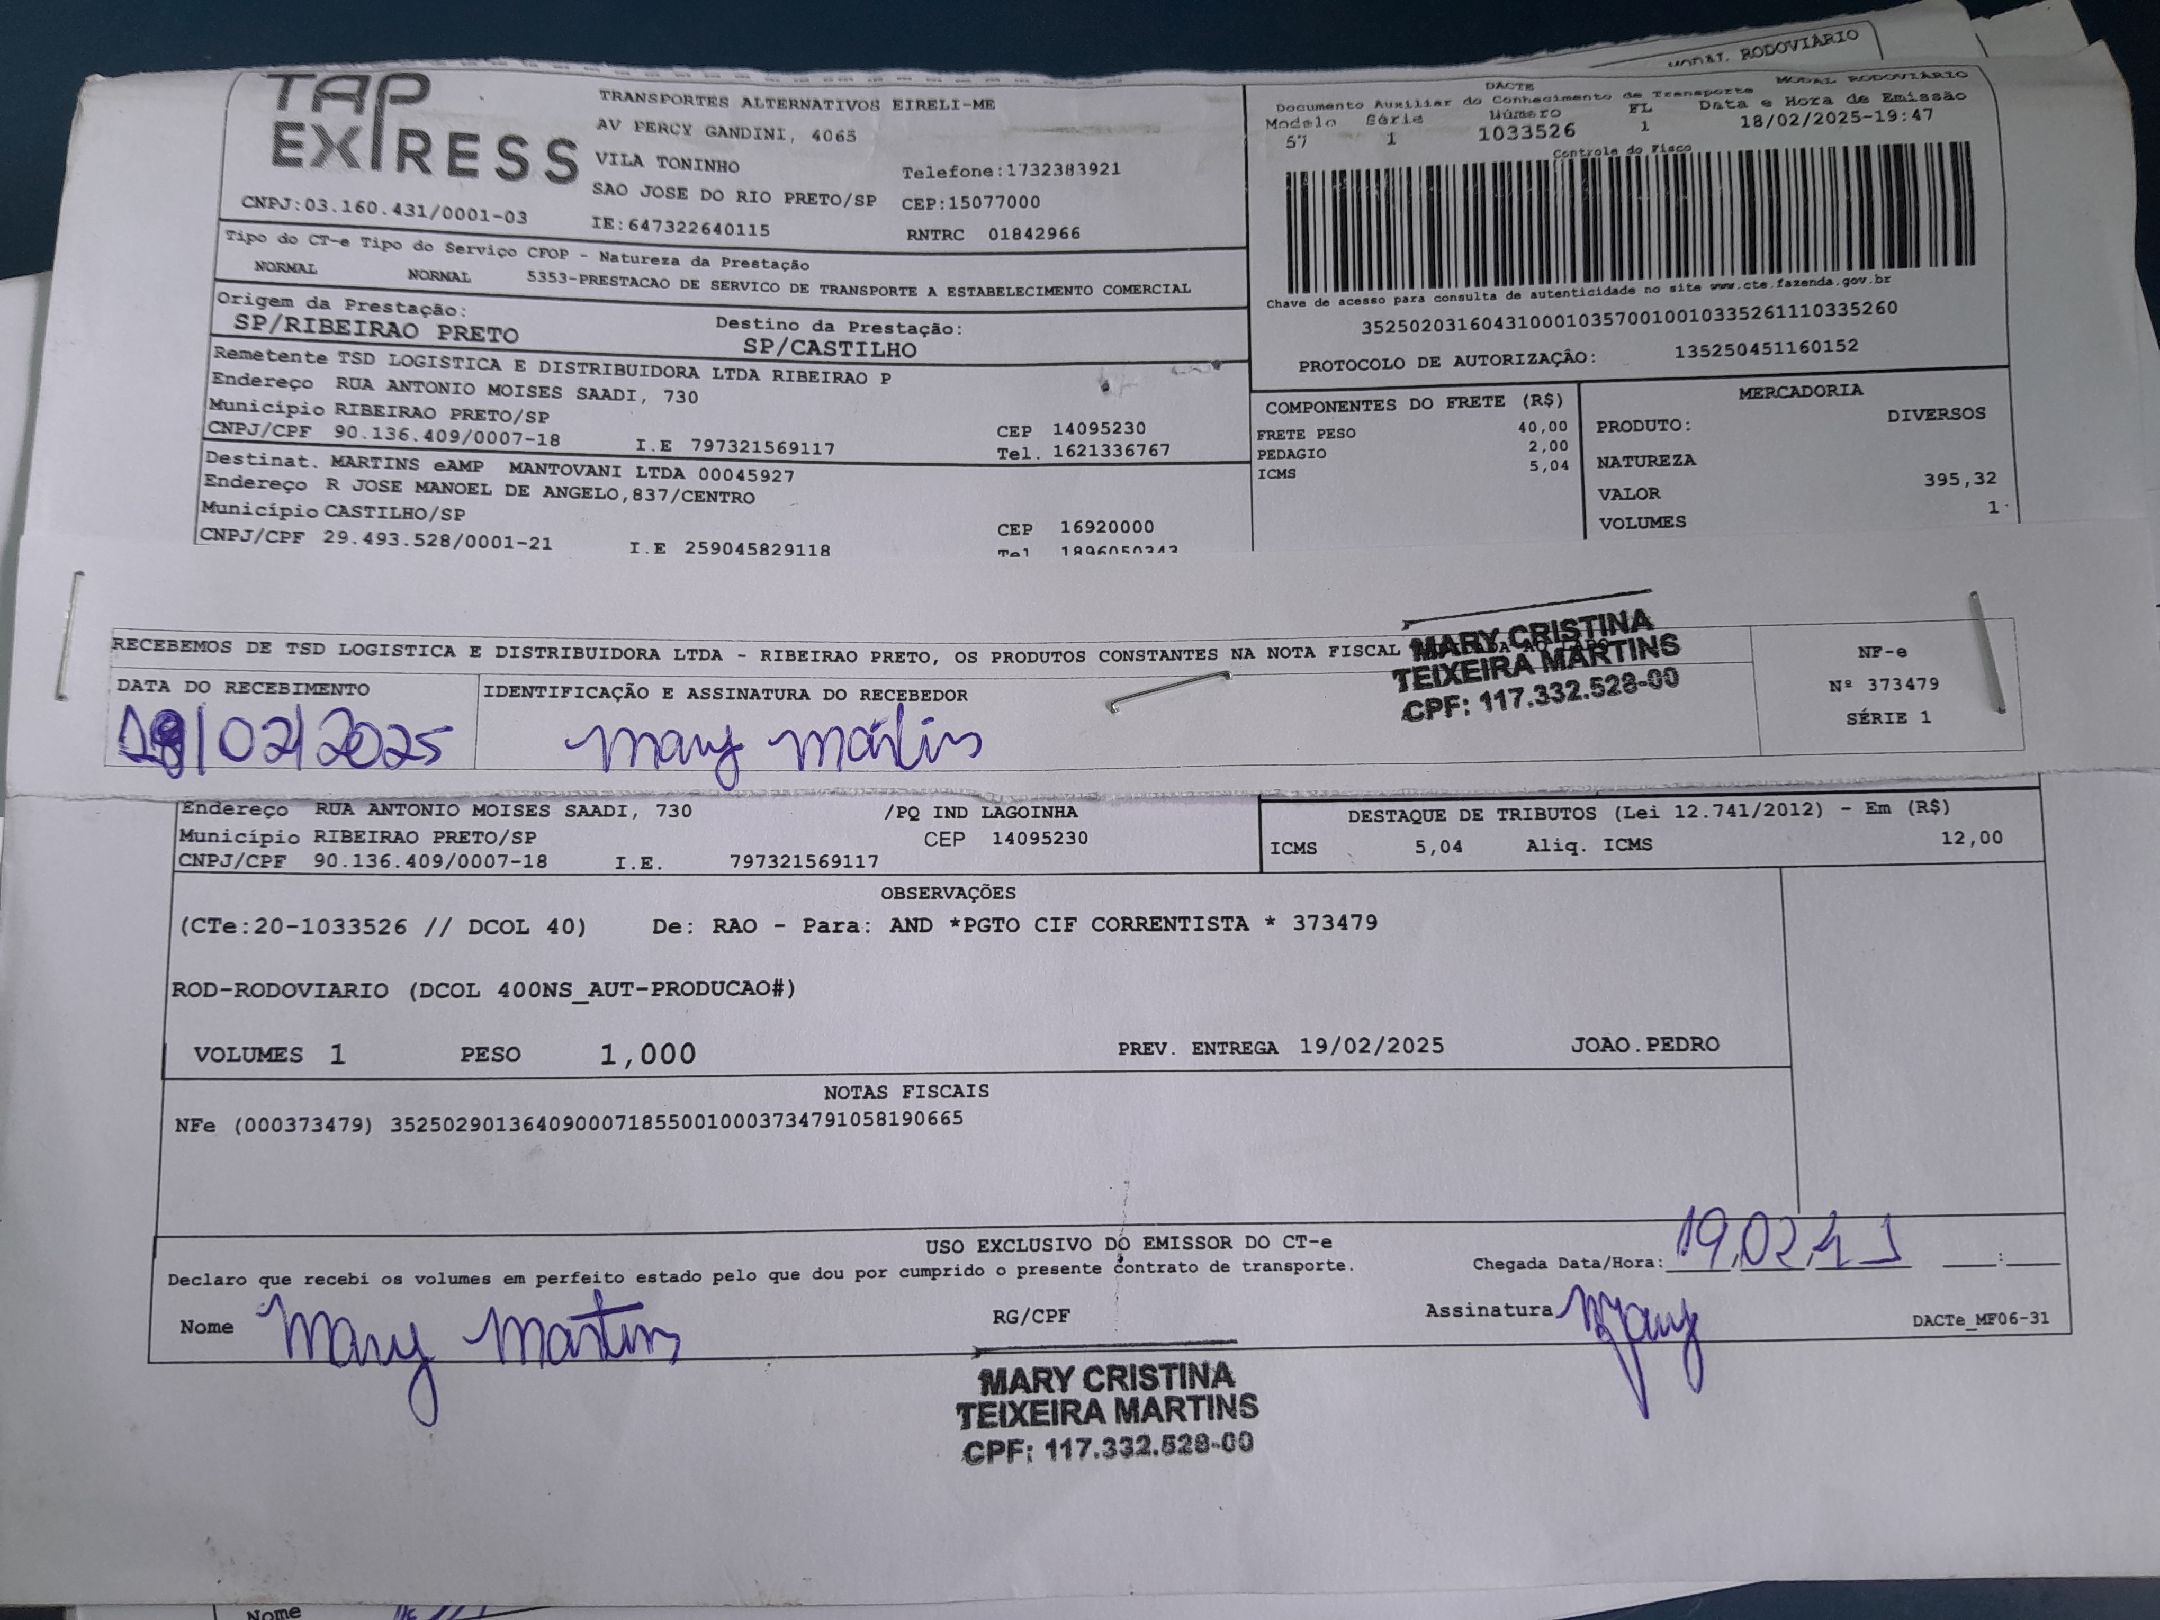 MODAL RODOVIÁRIO
TAP EXPRESS
TRANSPORTES ALTERNATIVOS EIRELI-ME
AV PERCY GANDINI, 4065
VILA TONINHO
Telefone:1732383921
SAO JOSE DO RIO PRETO/SP CEP:15077000
CNPJ:03.160.431/0001-03
IE:647322640115
RNTRC 01842966
DACTE
MODAL RODOVIÁRIO
Documento Auxiliar do Conhecimento de Transporte
Modelo Série Número FL Data e Hora de Emissão
57 1 1033526 1 18/02/2025-19:47
Controle do Fisco
Chave de acesso para consulta de autenticidade no site www.cte.fazenda.gov.br
35250203160431000103570010010335261110335260
PROTOCOLO DE AUTORIZAÇÃO: 135250451160152
Tipo do CT-e Tipo do Serviço CFOP - Natureza da Prestação
NORMAL NORMAL 5353-PRESTACAO DE SERVICO DE TRANSPORTE A ESTABELECIMENTO COMERCIAL
Origem da Prestação:
SP/RIBEIRAO PRETO
Destino da Prestação:
SP/CASTILHO
Remetente TSD LOGISTICA E DISTRIBUIDORA LTDA RIBEIRAO P
Endereço RUA ANTONIO MOISES SAADI, 730
Município RIBEIRAO PRETO/SP
CEP 14095230
CNPJ/CPF 90.136.409/0007-18 I.E 797321569117 Tel. 1621336767
Destinat. MARTINS eAMP MANTOVANI LTDA 00045927
Endereço R JOSE MANOEL DE ANGELO,837/CENTRO
Município CASTILHO/SP
CEP 16920000
CNPJ/CPF 29.493.528/0001-21 I.E 259045829118 Tel 1896050343
COMPONENTES DO FRETE (R$)
FRETE PESO 40,00
PEDAGIO 2,00
ICMS 5,04
MERCADORIA
PRODUTO: DIVERSOS
NATUREZA
VALOR 395,32
VOLUMES 1
RECEBEMOS DE TSD LOGISTICA E DISTRIBUIDORA LTDA - RIBEIRAO PRETO, OS PRODUTOS CONSTANTES NA NOTA FISCAL
MARY CRISTINA
TEIXEIRA MARTINS
CPF: 117.332.528-00
NF-e
Nº 373479
SÉRIE 1
DATA DO RECEBIMENTO
19/02/2025
IDENTIFICAÇÃO E ASSINATURA DO RECEBEDOR
Mary Martins
Endereço RUA ANTONIO MOISES SAADI, 730 /PQ IND LAGOINHA
Município RIBEIRAO PRETO/SP CEP 14095230
CNPJ/CPF 90.136.409/0007-18 I.E. 797321569117
DESTAQUE DE TRIBUTOS (Lei 12.741/2012) - Em (R$)
ICMS 5,04 Aliq. ICMS 12,00
OBSERVAÇÕES
(CTe:20-1033526 // DCOL 40) De: RAO - Para: AND *PGTO CIF CORRENTISTA * 373479
ROD-RODOVIARIO (DCOL 400NS_AUT-PRODUCAO#)
VOLUMES 1 PESO 1,000 PREV. ENTREGA 19/02/2025 JOAO.PEDRO
NOTAS FISCAIS
NFe (000373479) 35250290136409000718550010003734791058190665
USO EXCLUSIVO DO EMISSOR DO CT-e
Declaro que recebi os volumes em perfeito estado pelo que dou por cumprido o presente contrato de transporte.
Chegada Data/Hora: 19,02, :
Nome Mary Martins
RG/CPF
Assinatura Mary
DACTe_MF06-31
MARY CRISTINA
TEIXEIRA MARTINS
CPF: 117.332.528-00
Nome